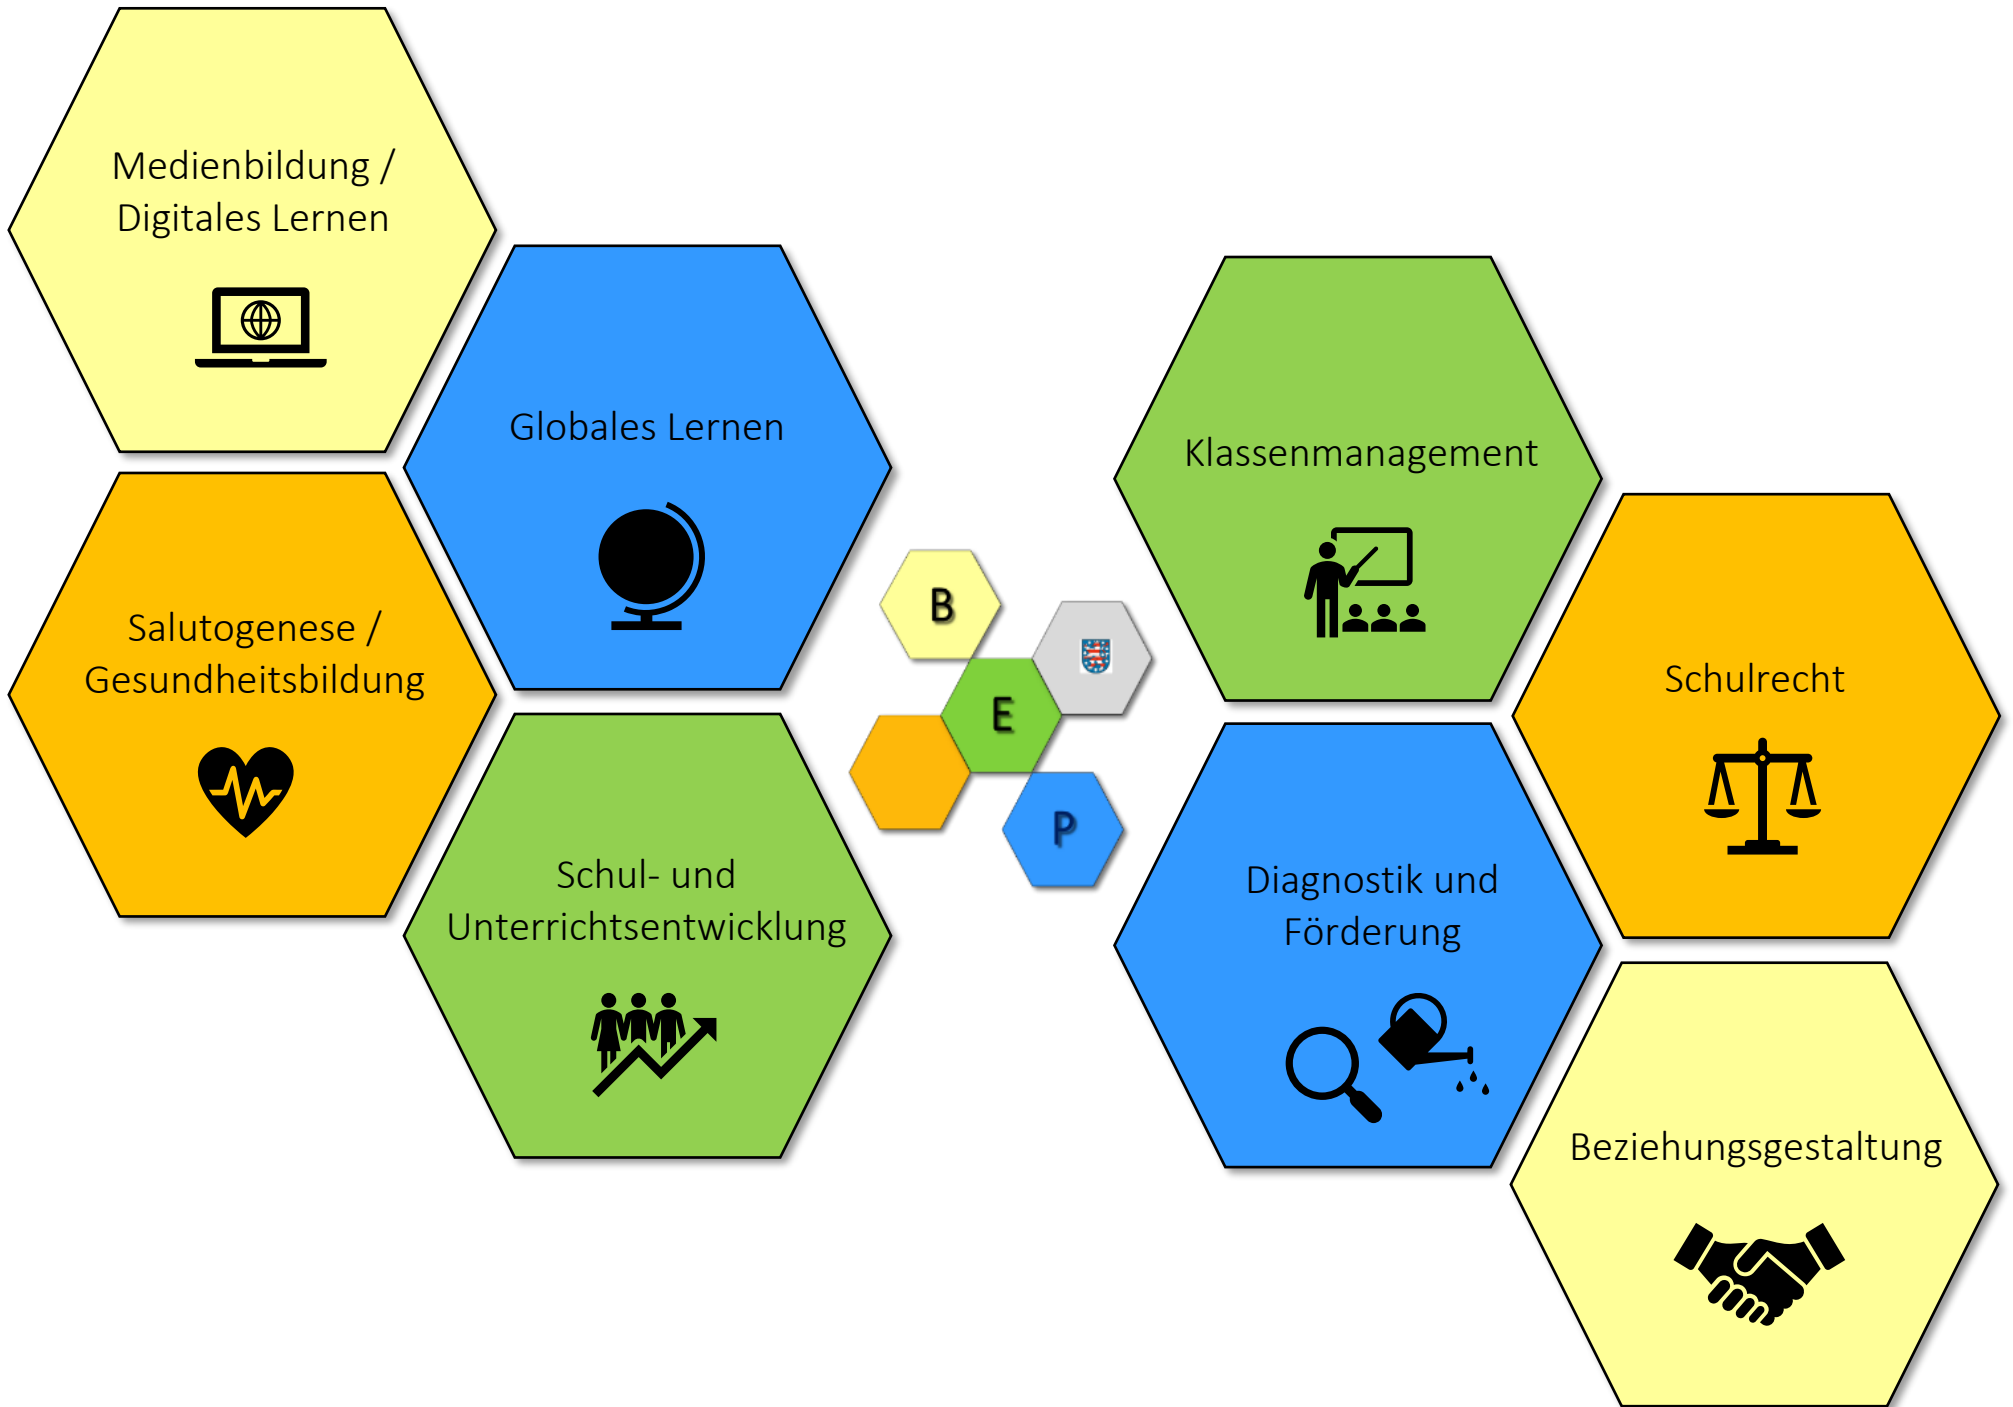 Medienbildung /
Digitales Lernen
Globales Lernen
Salutogenese /
Gesundheitsbildung
Schul- und
Unterrichtsentwicklung
B
E
P
Klassenmanagement
Schulrecht
Diagnostik und
Förderung
Beziehungsgestaltung